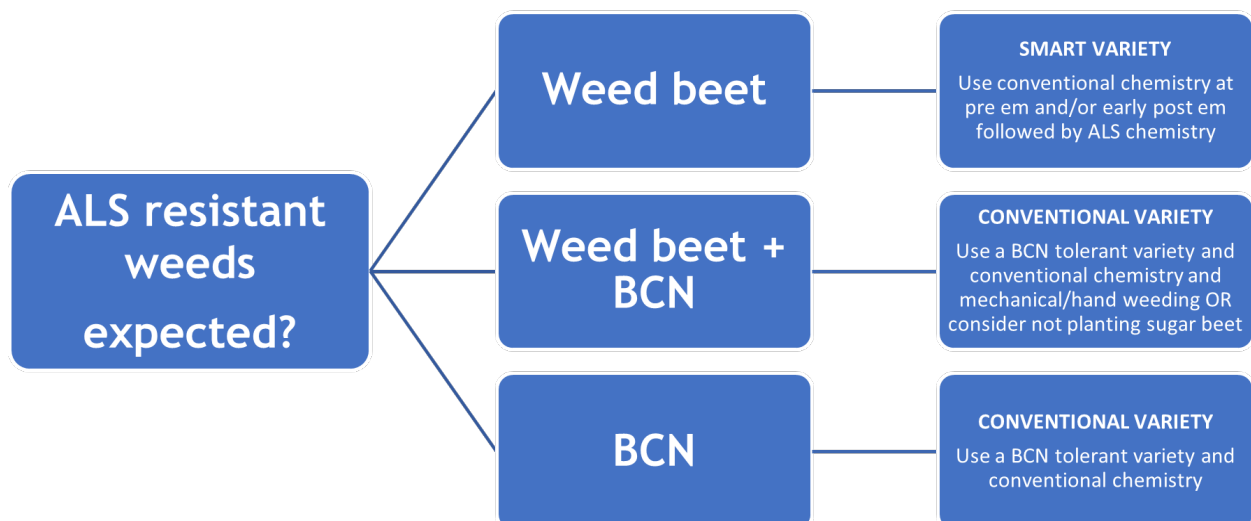 ALS resistant
weeds
expected?
Weed beet
SMART VARIETY
Use conventional chemistry at
pre em and/or early post em
followed by ALS chemistry
Weed beet +
BCN
CONVENTIONAL VARIETY
Use a BCN tolerant variety and
conventional chemistry and
mechanical/hand weeding OR
consider not planting sugar beet
BCN
CONVENTIONAL VARIETY
Use a BCN tolerant variety and
conventional chemistry